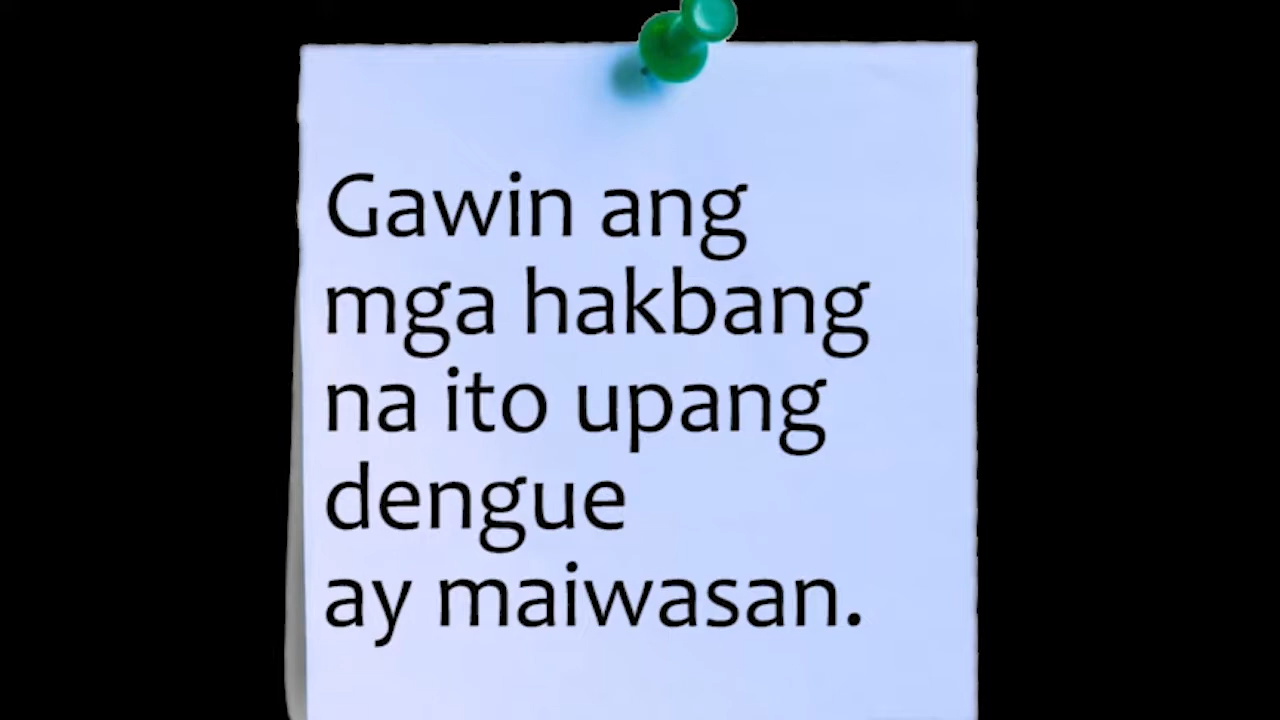 Gawin ang
mga hakbang
na ito upang
dengue
ay maiwasan.